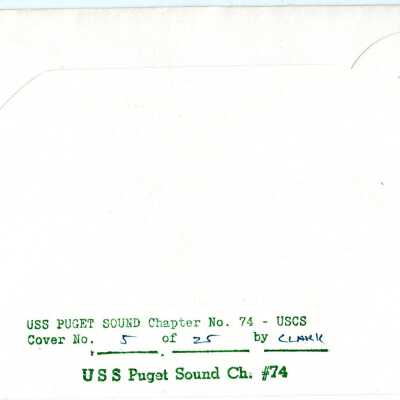 USS PUGET SOUND Chapter No. 74 - USCS
Cover No. 5 of 25 by CLARK
USS Puget Sound Ch. #74